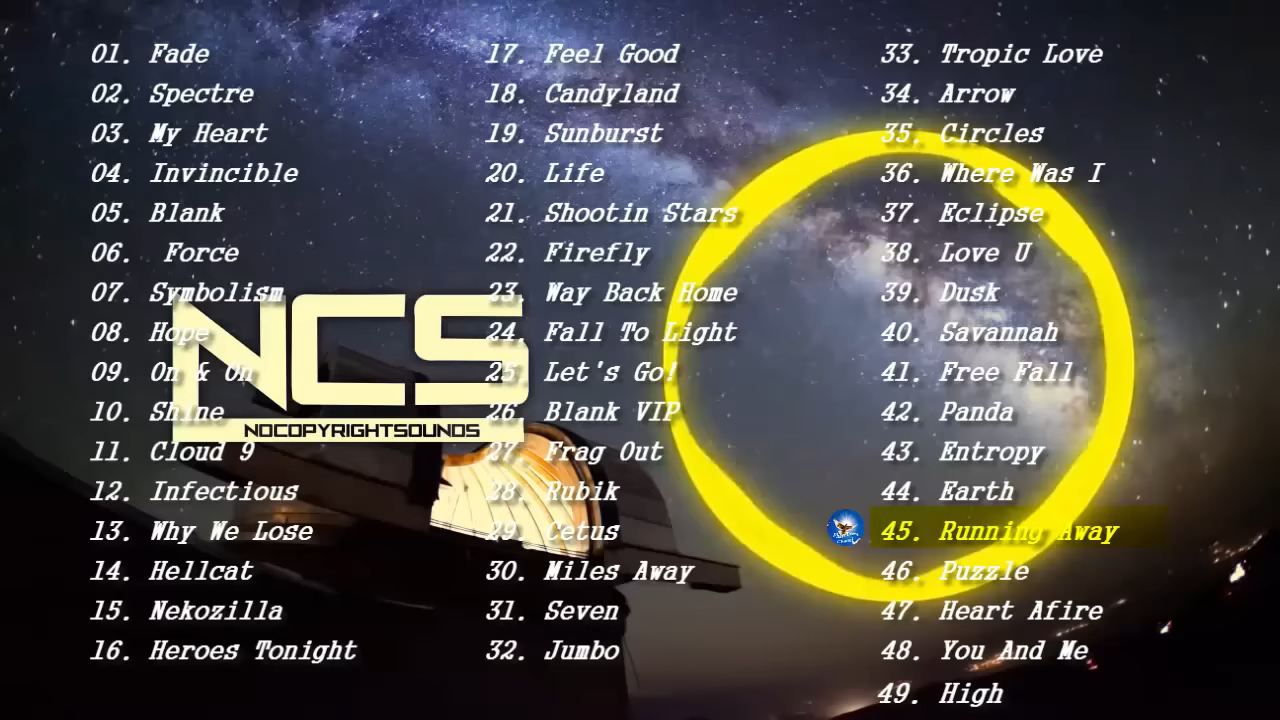 01. Fade
02. Spectre
03. My Heart
04. Invincible
05. Blank
06. Force
07. Symbolism
08. Hope
09. On & On
10. Shine
11. Cloud 9
12. Infectious
13. Why We Lose
14. Hellcat
15. Nekozilla
16. Heroes Tonight
NCS
NOCOPYRIGHTSOUNDS
17. Feel Good
18. Candyland
19. Sunburst
20. Life
21. Shootin Stars
22. Firefly
23. Way Back Home
24. Fall To Light
25. Let's Go!
26. Blank VIP
27. Frag Out
28. Rubik
29. Cetus
30. Miles Away
31. Seven
32. Jumbo
33. Tropic Love
34. Arrow
35. Circles
36. Where Was I
37. Eclipse
38. Love U
39. Dusk
40. Savannah
41. Free Fall
42. Panda
43. Entropy
44. Earth
45. Running Away
46. Puzzle
47. Heart Afire
48. You And Me
49. High